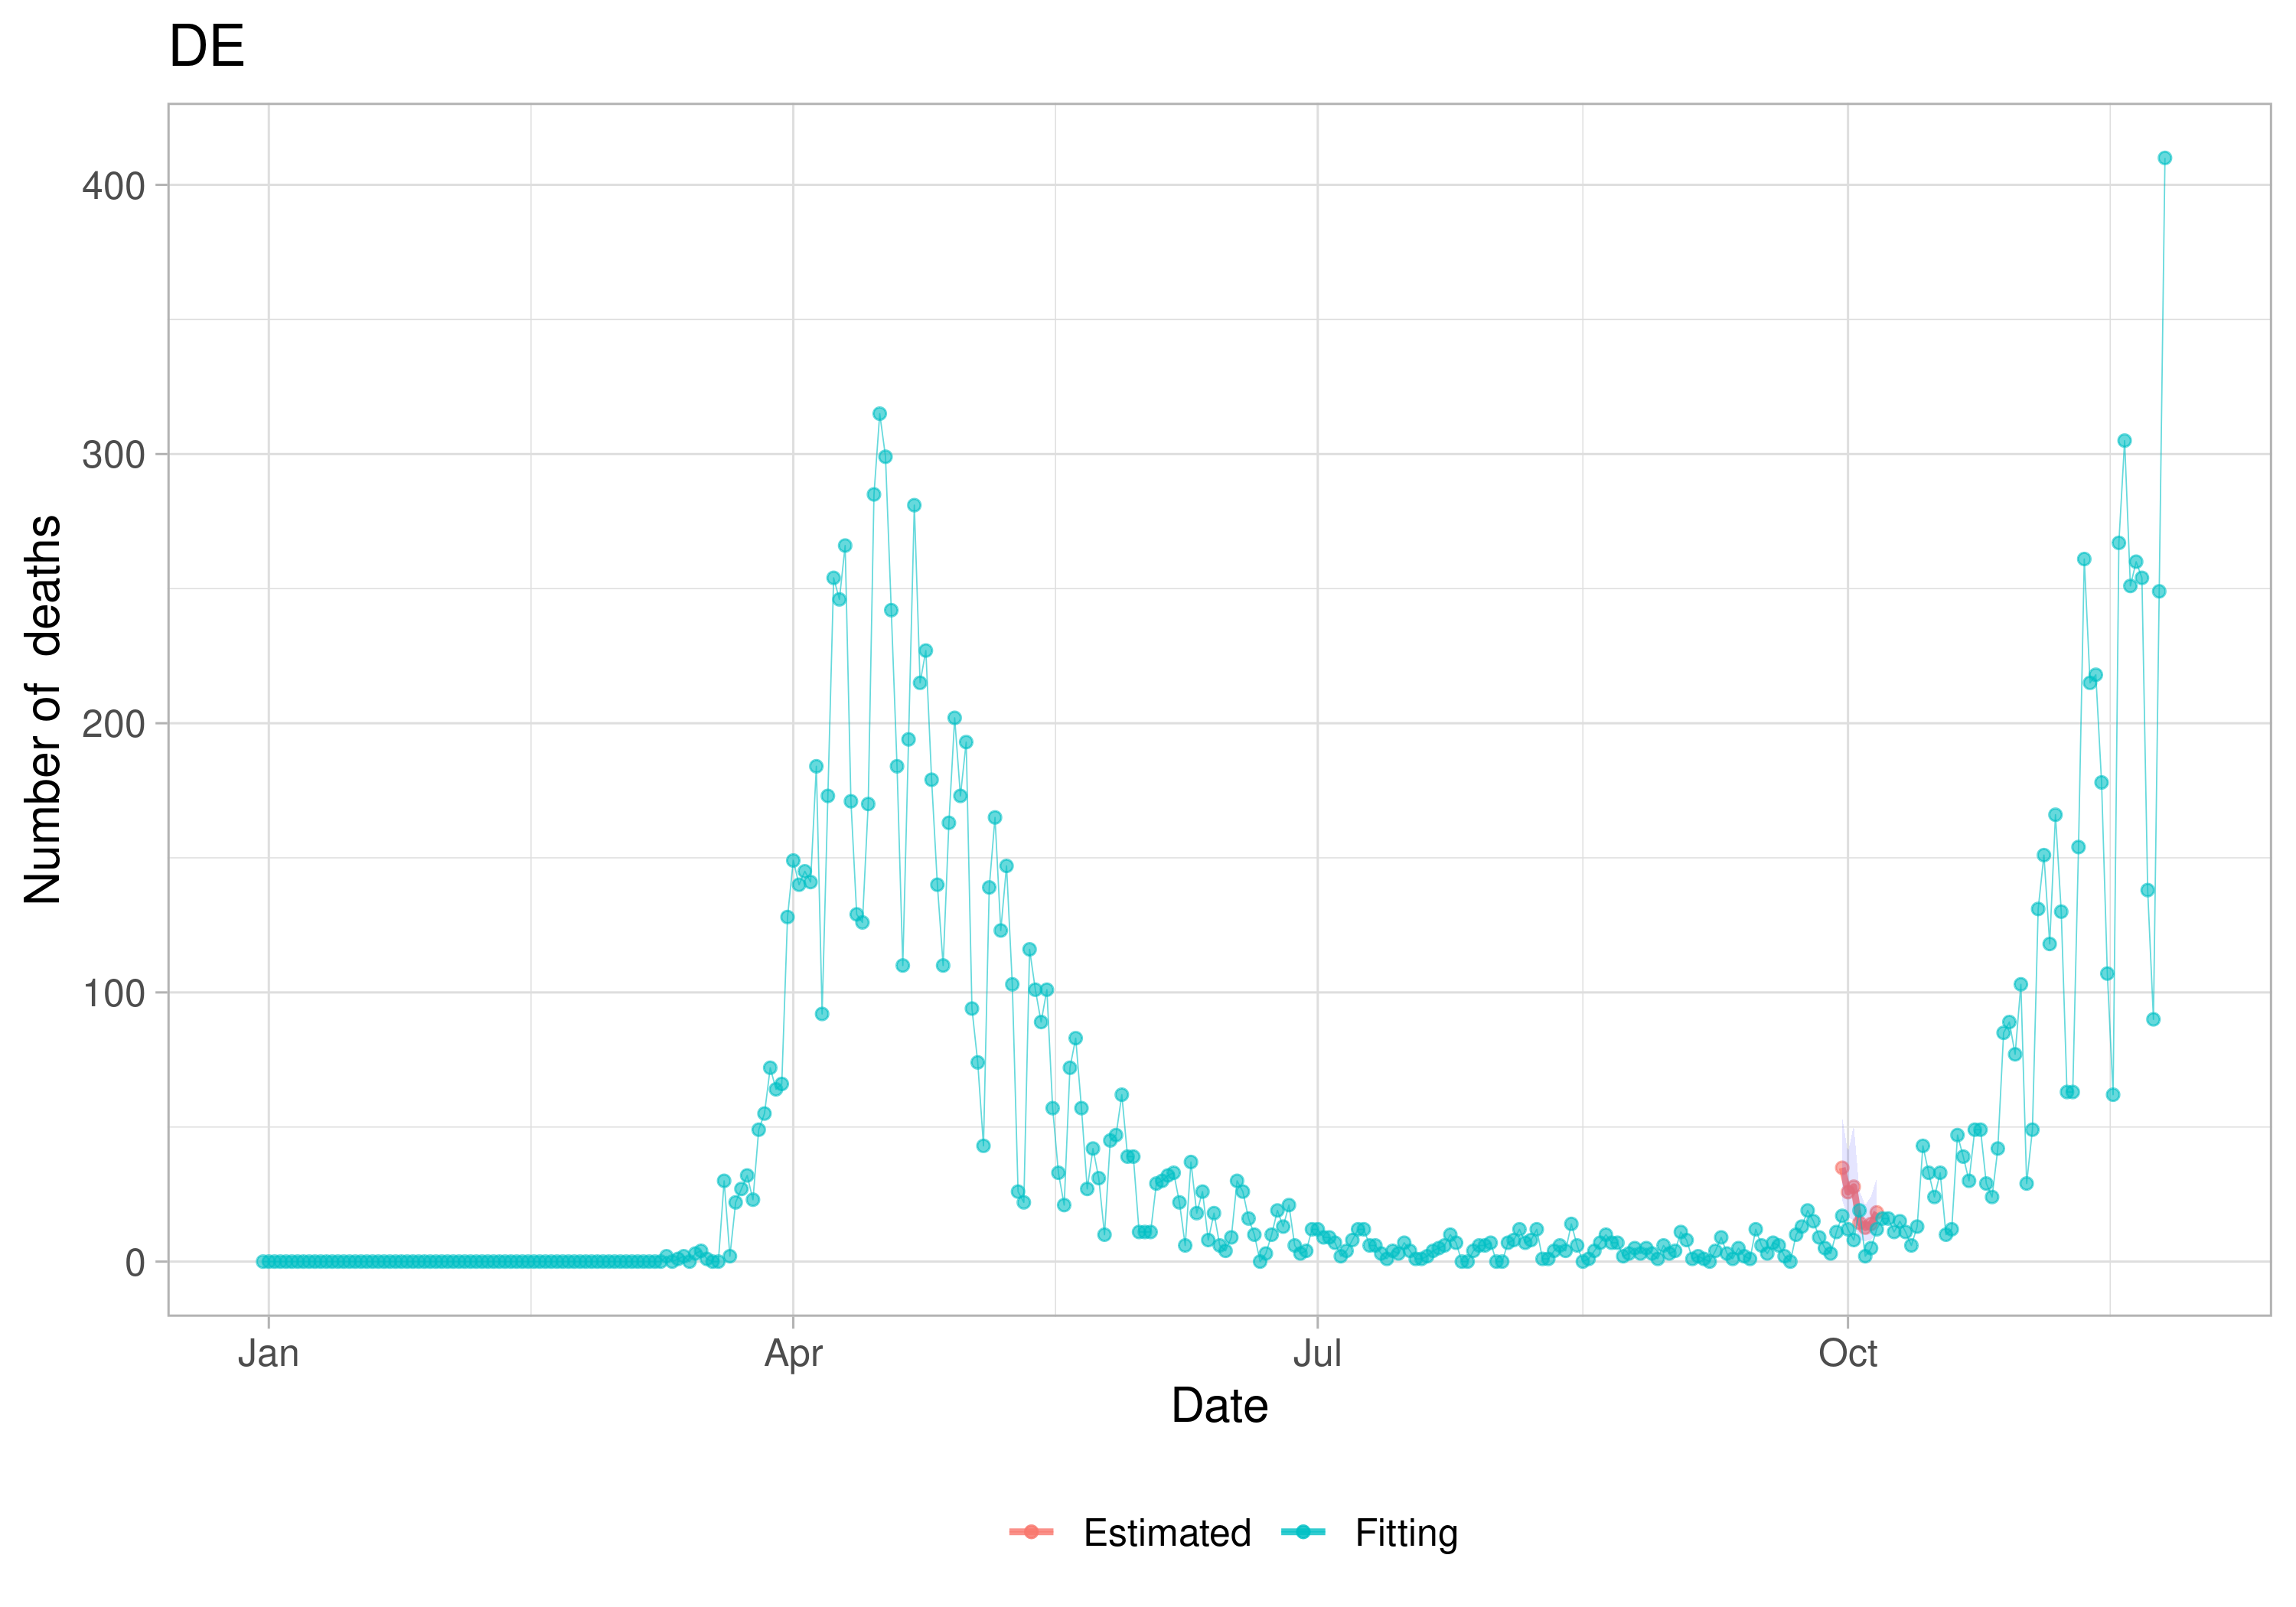 DE
Number of deaths
400
300
200
100
0
Jan Apr Jul Oct
Date
Estimated Fitting